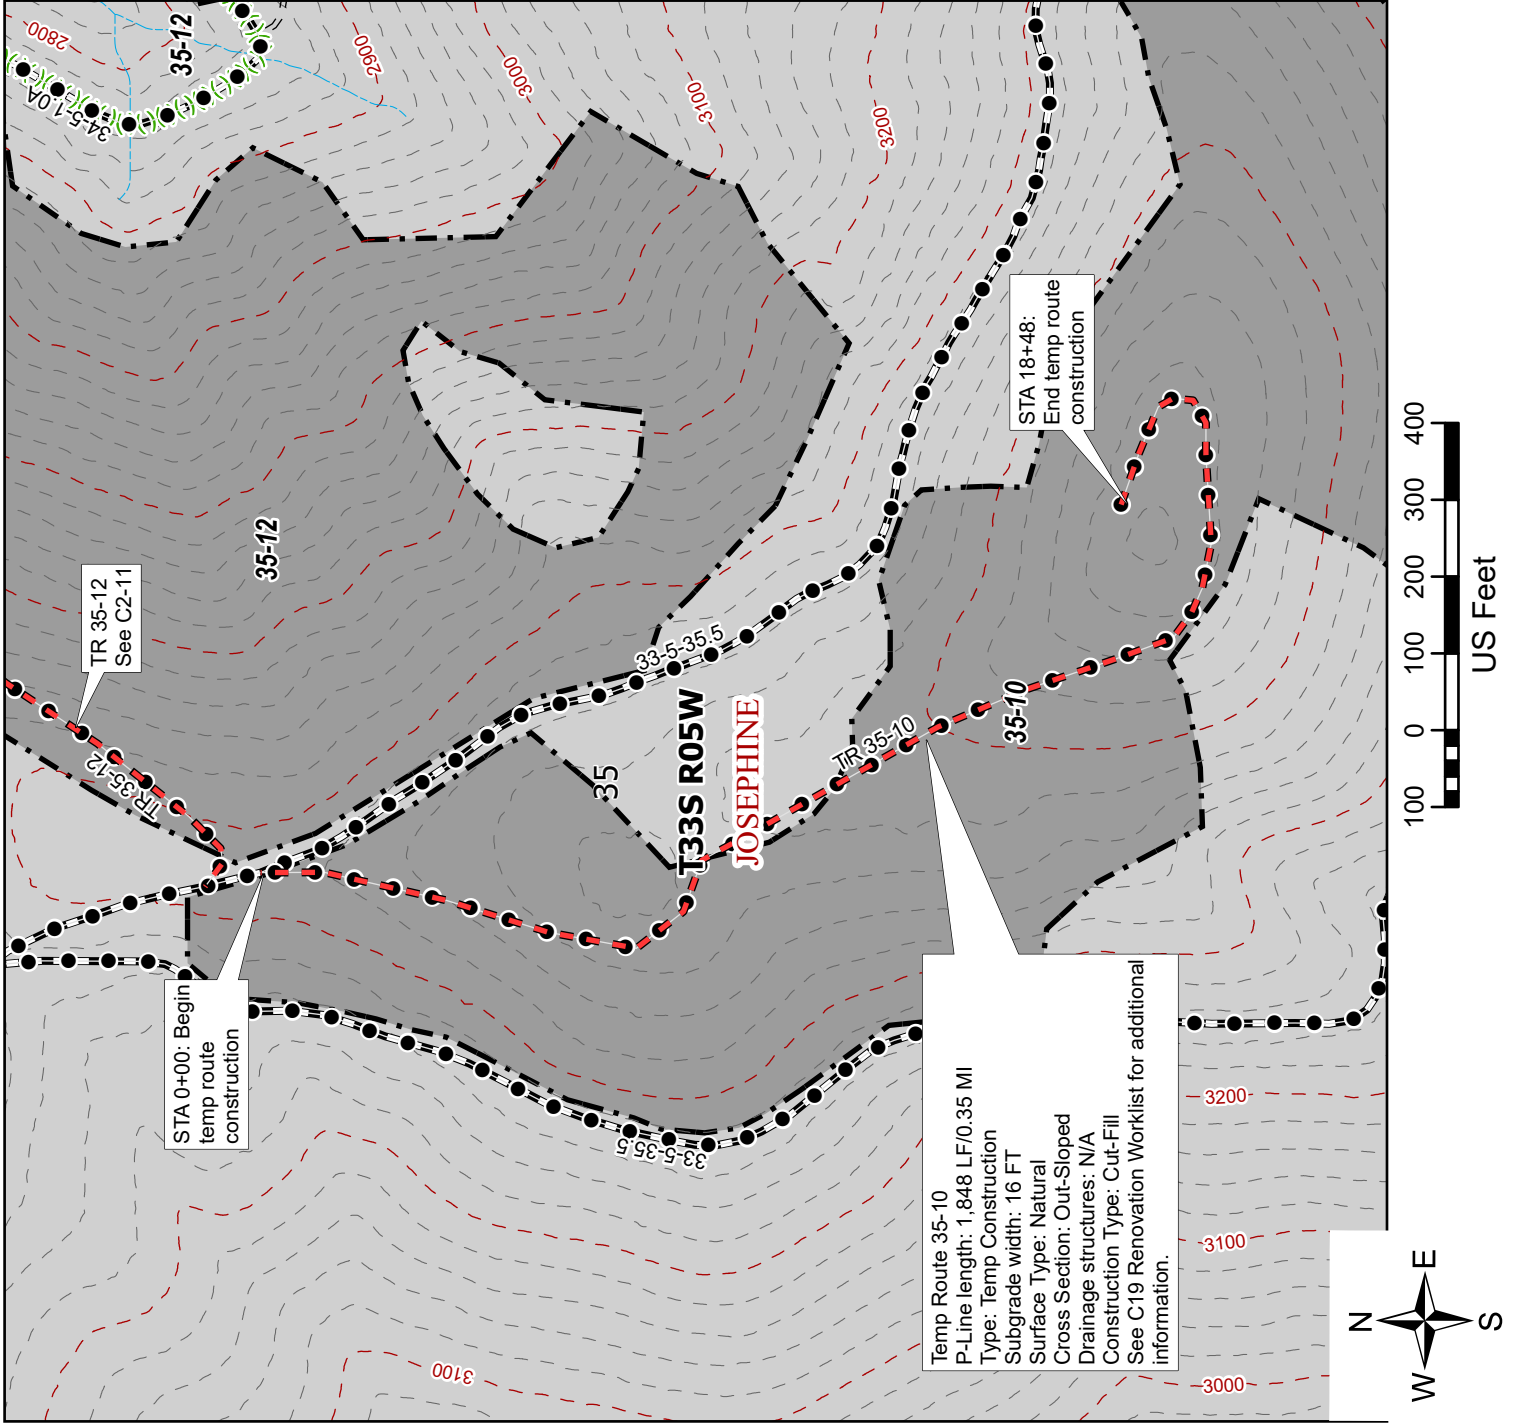 2800
34-5-1.0A
35-12
2900
3000
3100
3200
TR 35-12
See C2-11
TR 35-12
35-12
STA 0+00: Begin
temp route
construction
33-5-35.5
33-5-35.5
35
T33S R05W
JOSEPHINE
TR 35-10
35-10
STA 18+48:
End temp route
construction
Temp Route 35-10
P-Line length: 1,848 LF/0.35 MI
Type: Temp Construction
Subgrade width: 16 FT
Surface Type: Natural
Cross Section: Out-Sloped
Drainage structures: N/A
Construction Type: Cut-Fill
See C19 Renovation Worklist for additional
information.
3100
3200
3100
3000
100 0 100 200 300 400
US Feet
N
W E
S